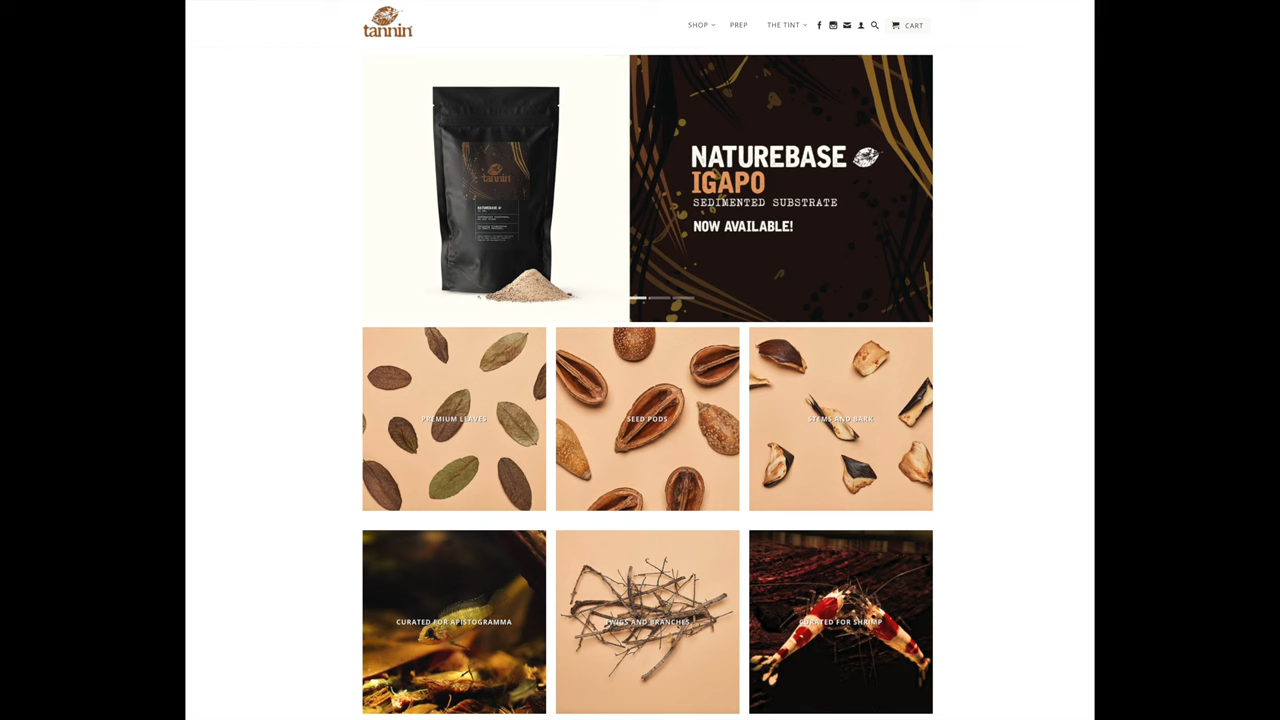 tannin
SHOP
PREP
THE TINT
CART
tannin
NATUREBASE
NATUREBASE
IGAPO
SEDIMENTED SUBSTRATE
NOW AVAILABLE!
PREMIUM LEAVES
SEED PODS
STEMS AND BARK
CURATED FOR APISTOGRAMMA
TWIGS AND BRANCHES
CURATED FOR SHRIMP